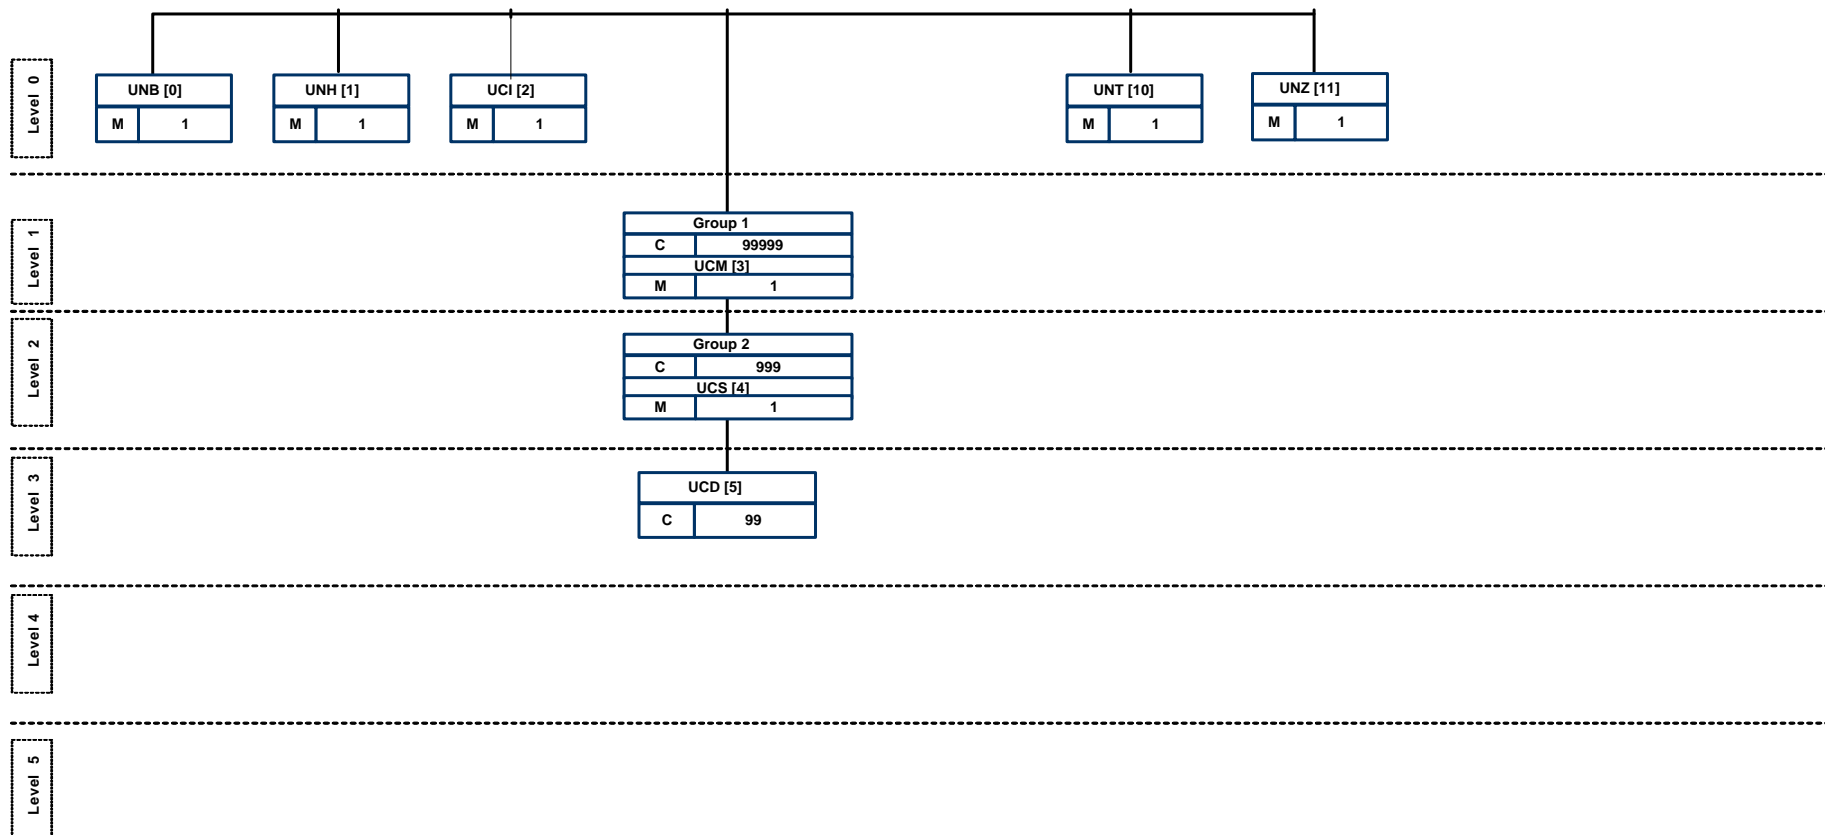 Level 0
UNB [0]
M 1
UNH [1]
M 1
UCI [2]
M 1
UNT [10]
M 1
UNZ [11]
M 1
Level 1
Group 1
C 99999
UCM [3]
M 1
Level 2
Group 2
C 999
UCS [4]
M 1
Level 3
UCD [5]
C 99
Level 4
Level 5